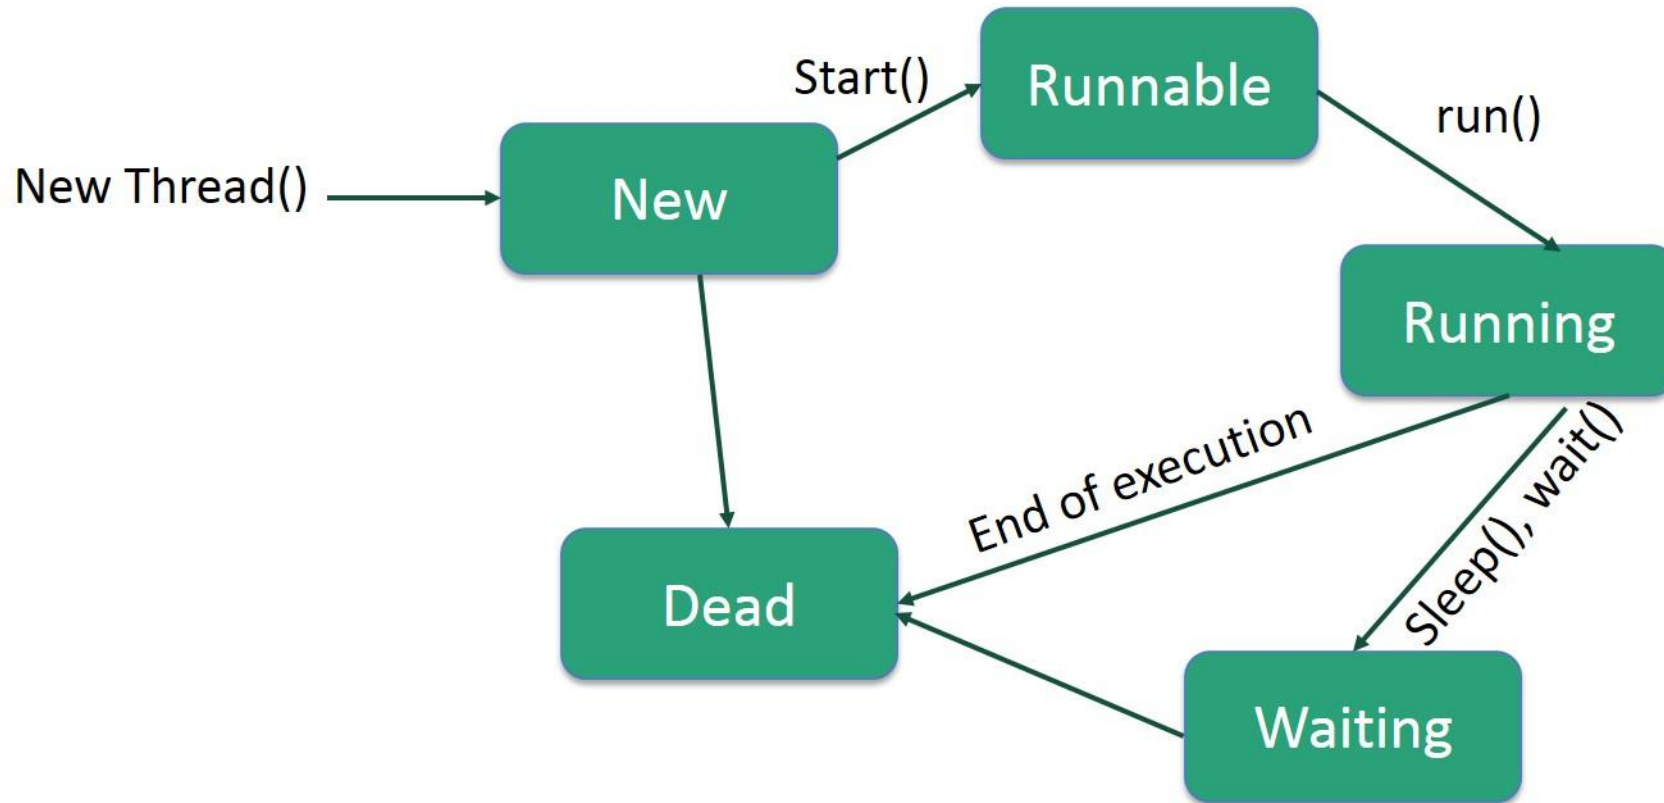 Start()
Runnable
run()
New Thread()
New
Running
End of execution
Sleep(), wait()
Dead
Waiting